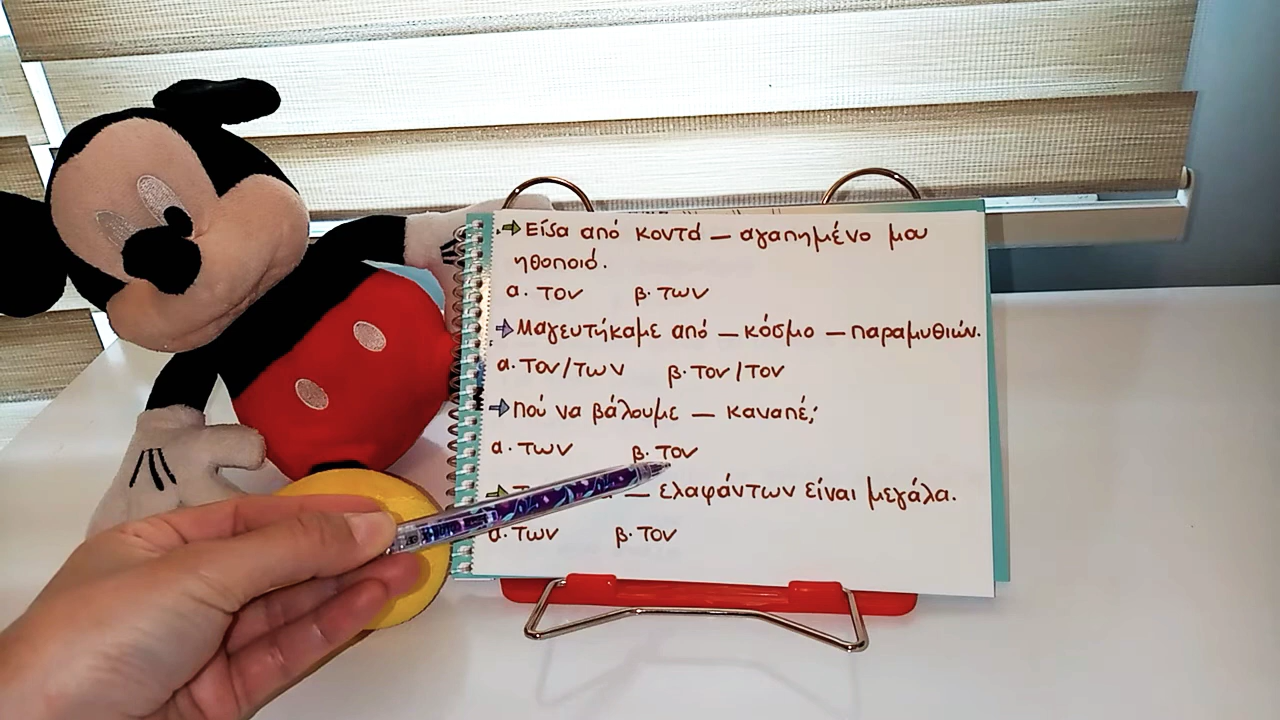 Είδα από κοντά — αγαπημένο μου
ηθοποιό.
α. τον β. των
Μαγευτήκαμε από — κόσμο — παραμυθιών.
α. τον/των β. τον/τον
Πού να βάλουμε — καναπέ;
α. των β. τον
— ελαφάντων είναι μεγάλα.
α. των β. τον